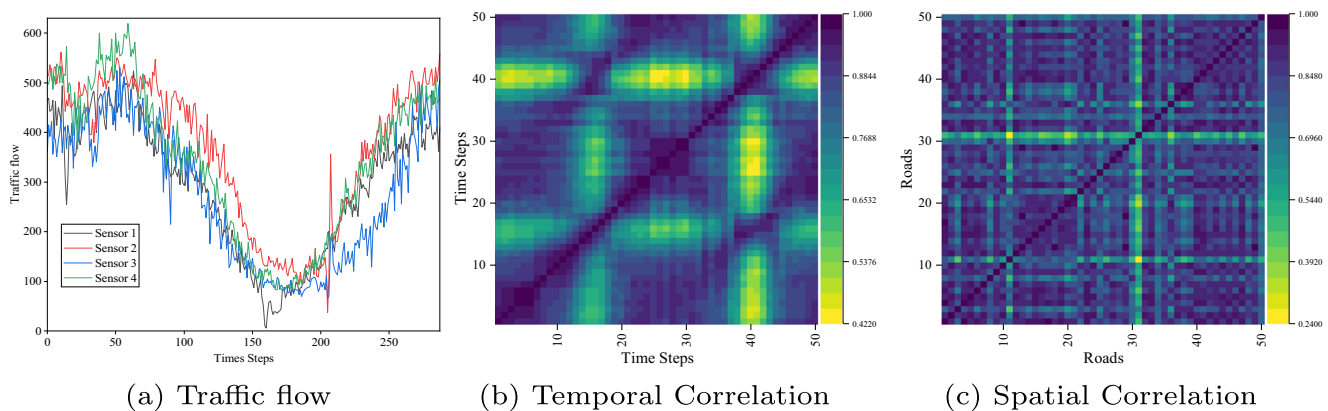 600
500
400
300
200
100
0
Traffic flow
Sensor 1
Sensor 2
Sensor 3
Sensor 4
0 50 100 150 200 250
Times Steps
(a) Traffic flow
50
40
30
20
10
Time Steps
10 20 30 40 50
Time Steps
1.000
0.8844
0.7688
0.6532
0.5376
0.4220
(b) Temporal Correlation
50
40
30
20
10
Roads
10 20 30 40 50
Roads
1.000
0.8480
0.6960
0.5440
0.3920
0.2400
(c) Spatial Correlation